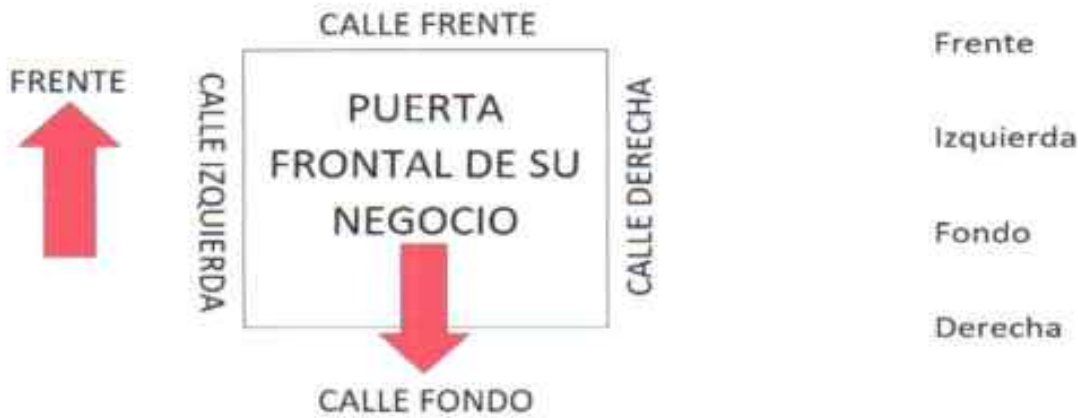 CALLE FRENTE
FRENTE
CALLE IZQUIERDA
PUERTA
FRONTAL DE SU
NEGOCIO
CALLE DERECHA
CALLE FONDO
Frente
Izquierda
Fondo
Derecha